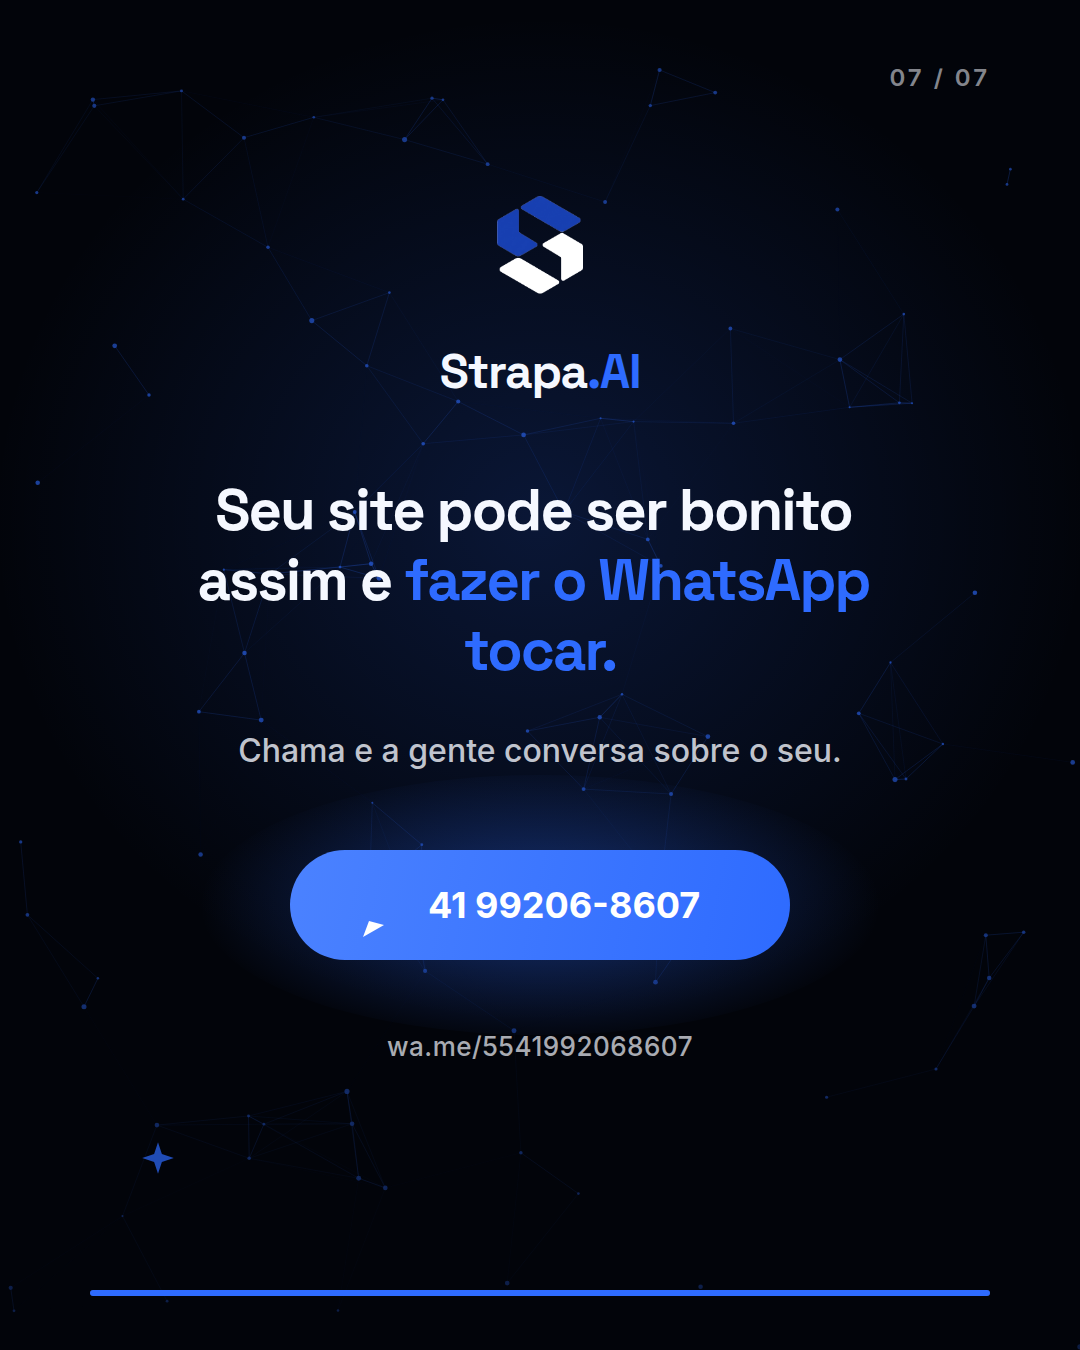 07 / 07
Strapa.AI
Seu site pode ser bonito
assim e fazer o WhatsApp
tocar.
Chama e a gente conversa sobre o seu.
41 99206-8607
wa.me/5541992068607